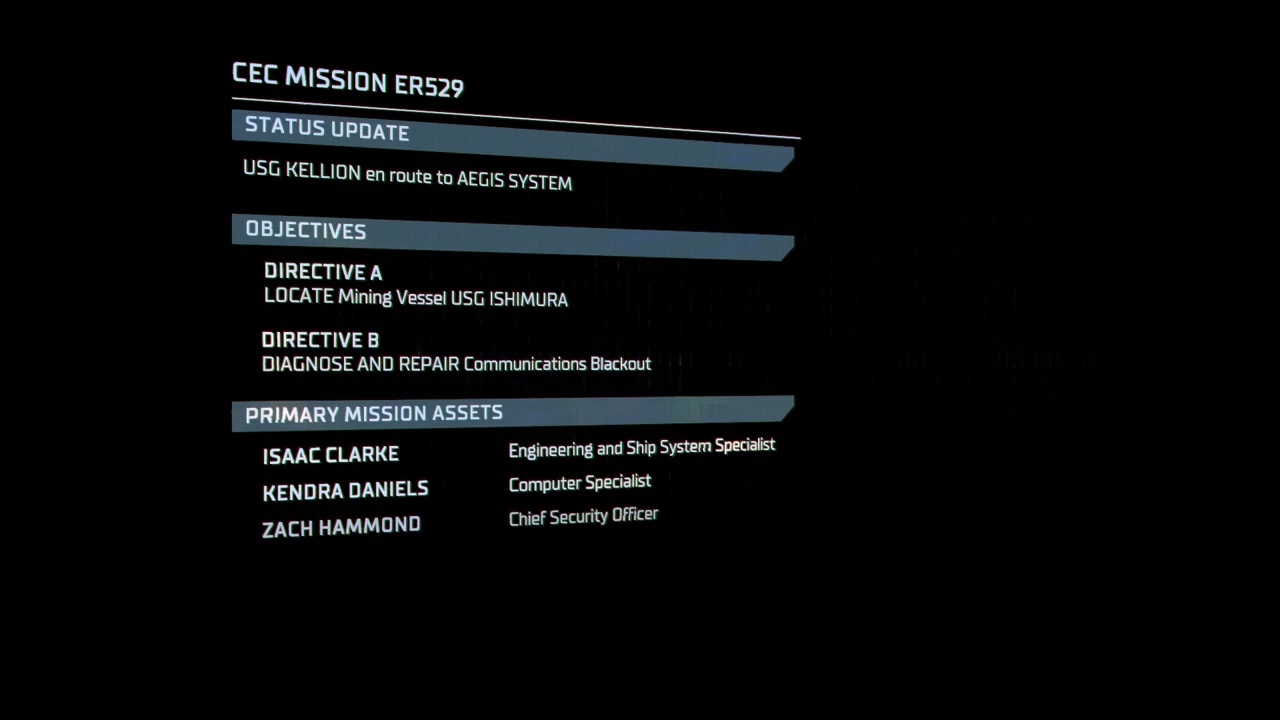 CEC MISSION ER529
STATUS UPDATE
USG KELLION en route to AEGIS SYSTEM
OBJECTIVES
DIRECTIVE A
LOCATE Mining Vessel USG ISHIMURA
DIRECTIVE B
DIAGNOSE AND REPAIR Communications Blackout
PRIMARY MISSION ASSETS
ISAAC CLARKE Engineering and Ship System Specialist
KENDRA DANIELS Computer Specialist
ZACH HAMMOND Chief Security Officer